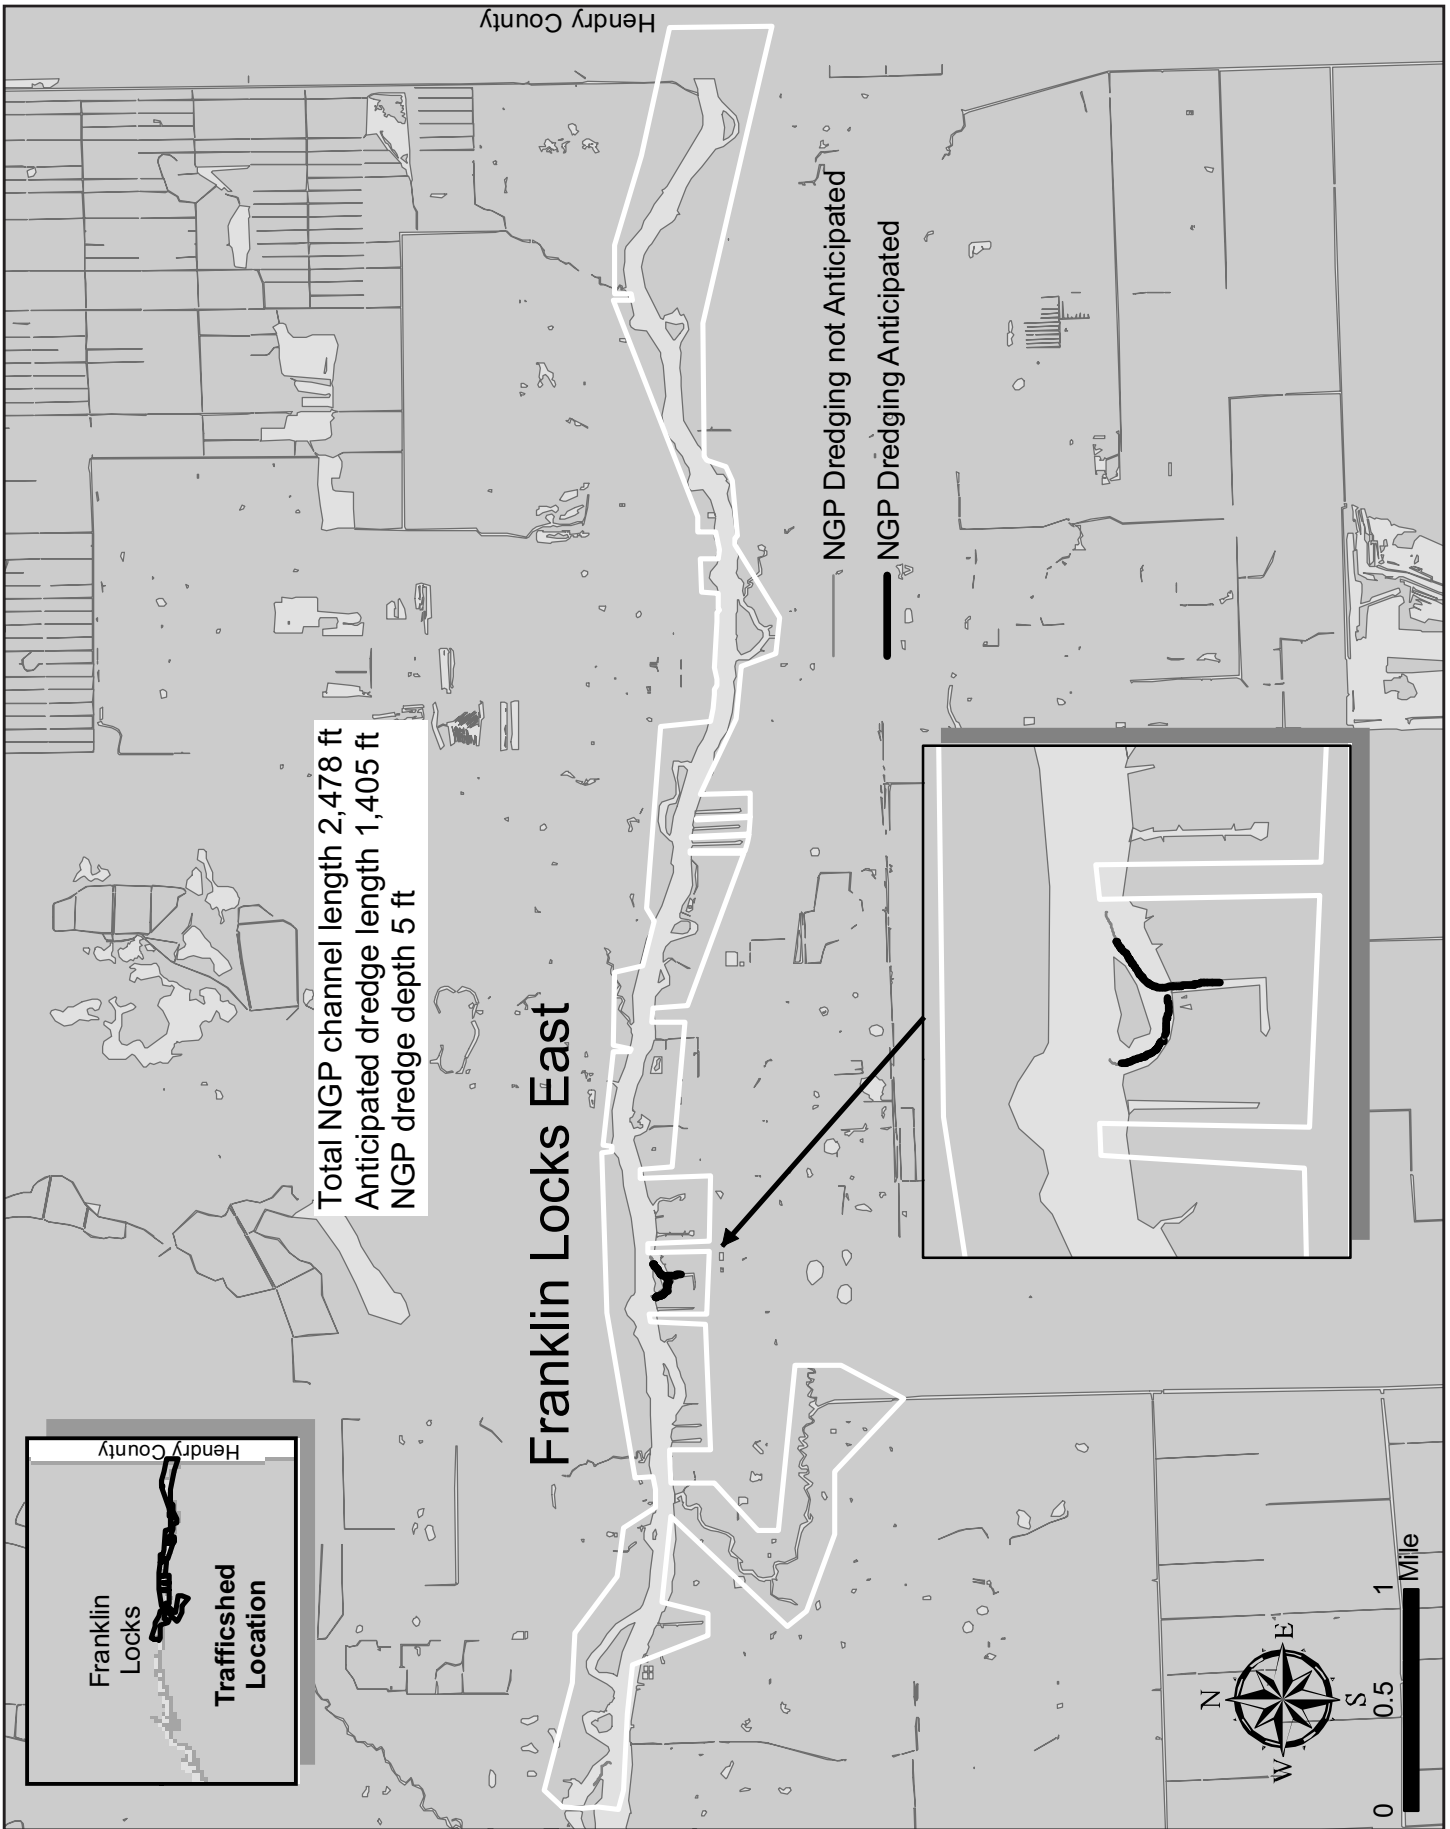 Hendry County
Franklin
Locks
Trafficshed
Location
Hendry County
Total NGP channel length 2,478 ft
Anticipated dredge length 1,405 ft
NGP dredge depth 5 ft
Franklin Locks East
NGP Dredging not Anticipated
NGP Dredging Anticipated
N
W
E
S
0
0.5
1
Mile